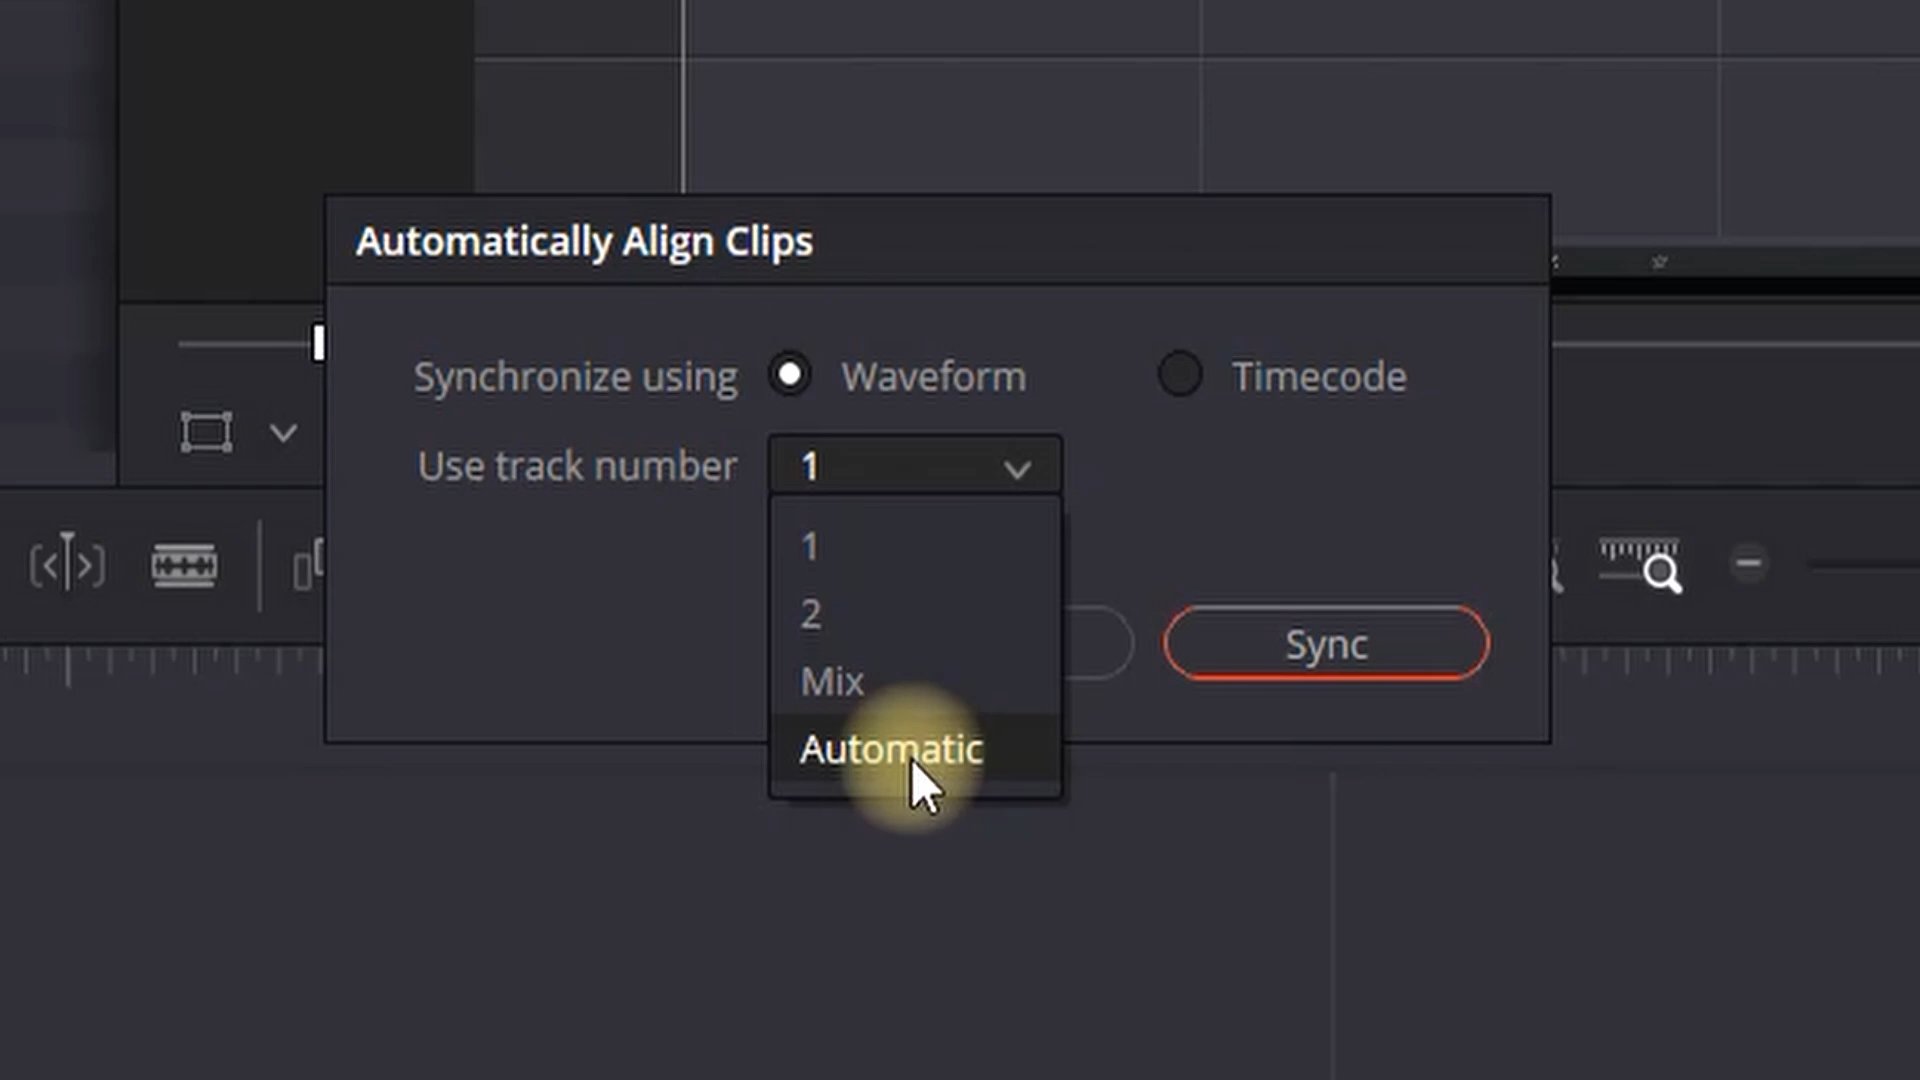 Automatically Align Clips
Synchronize using Waveform Timecode
Use track number 1
1
2
Mix
Automatic
Sync